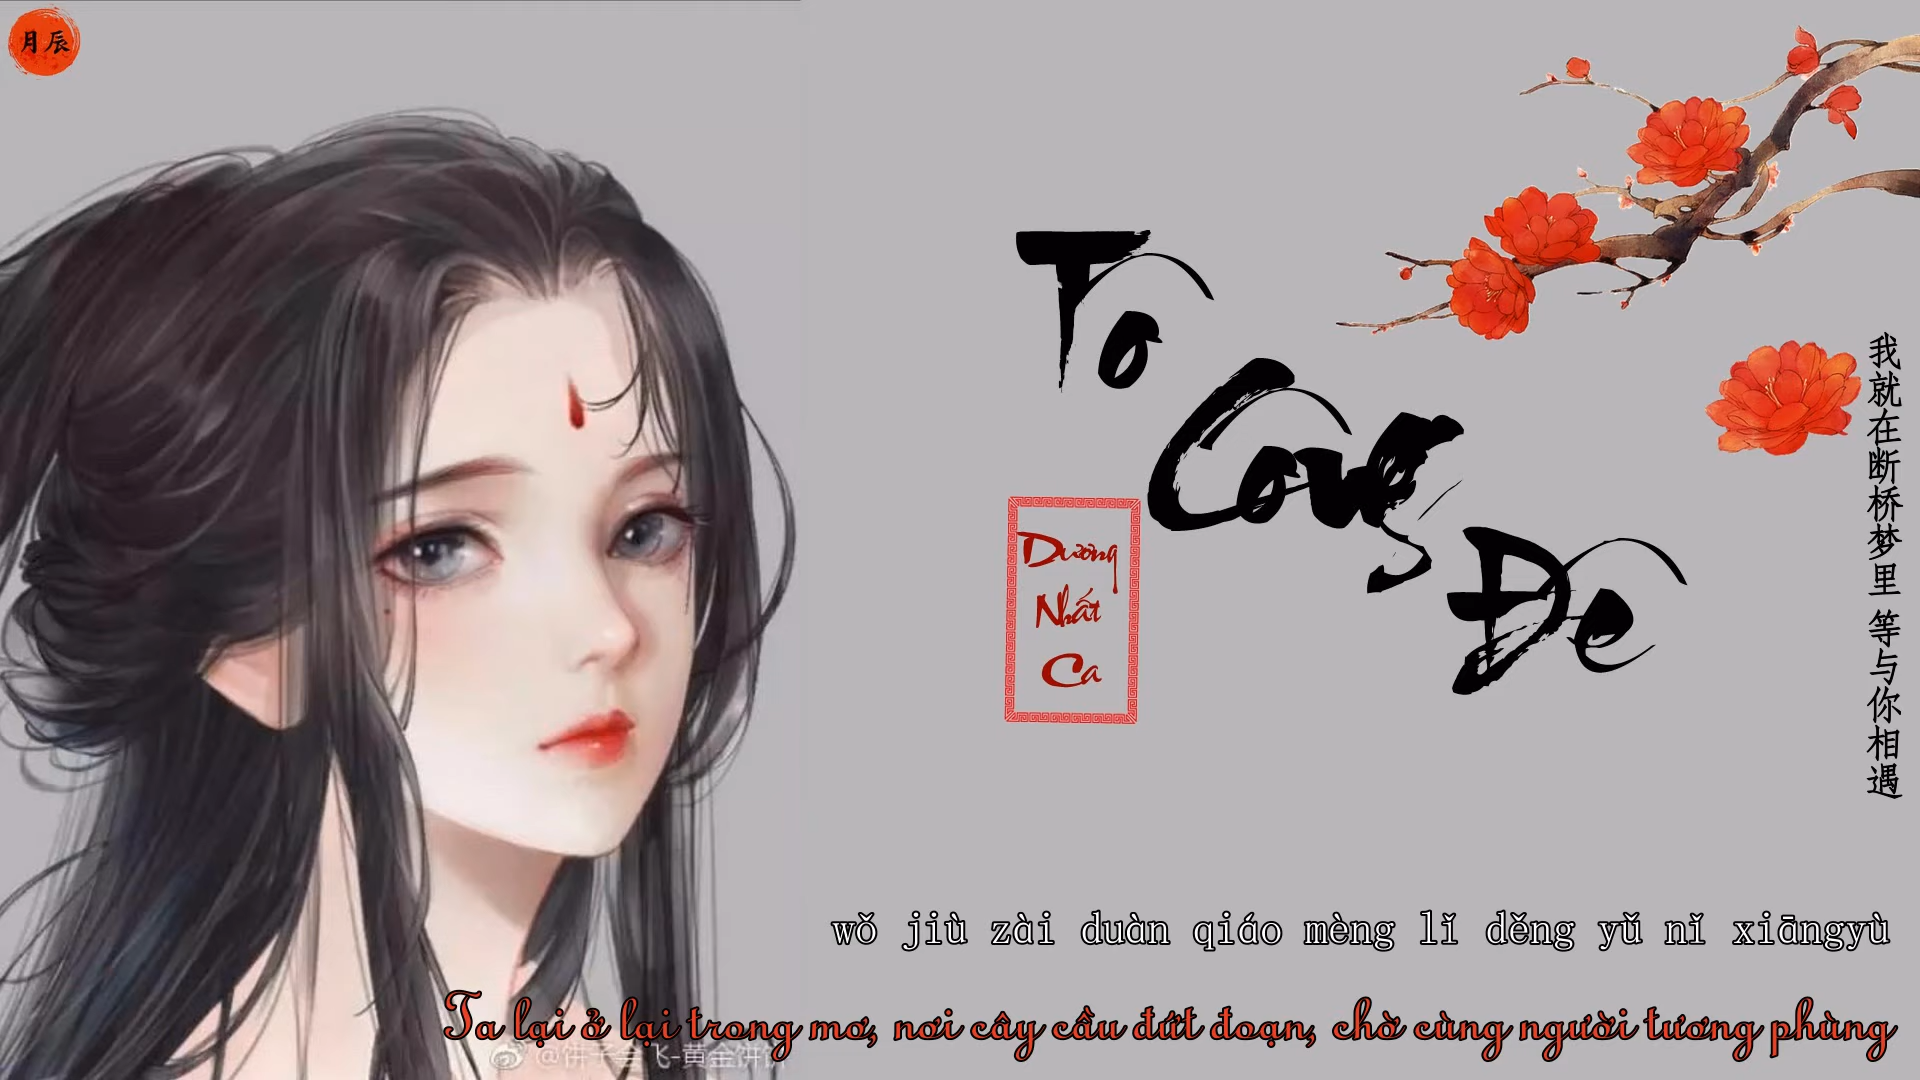 月辰
Tô Công Đê
Dương
Nhất
Ca
我就在断桥梦里 等与你相遇
wǒ jiù zài duàn qiáo mèng lǐ děng yǔ nǐ xiāngyù
Ta lại ở lại trong mơ, nơi cây cầu đứt đoạn, chờ cùng người tương phùng